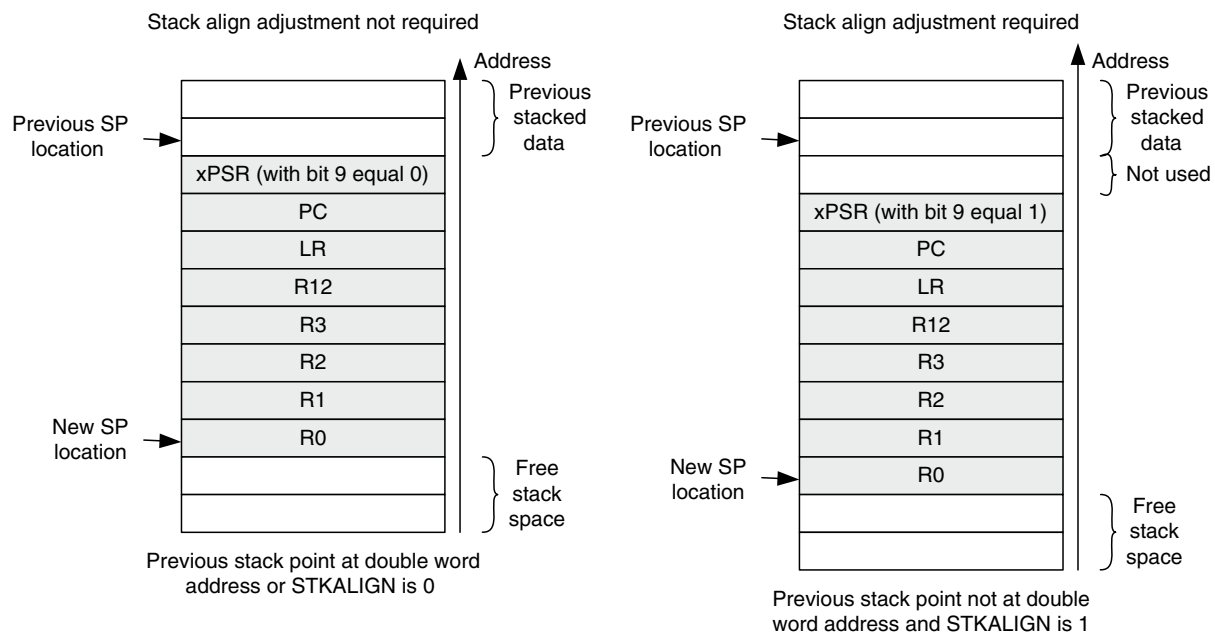 Stack align adjustment not required
Address
Previous
stacked
data
Previous SP
location
xPSR (with bit 9 equal 0)
PC
LR
R12
R3
R2
R1
R0
New SP
location
Free
stack
space
Previous stack point at double word
address or STKALIGN is 0
Stack align adjustment required
Address
Previous
stacked
data
Previous SP
location
Not used
xPSR (with bit 9 equal 1)
PC
LR
R12
R3
R2
R1
R0
New SP
location
Free
stack
space
Previous stack point not at double
word address and STKALIGN is 1